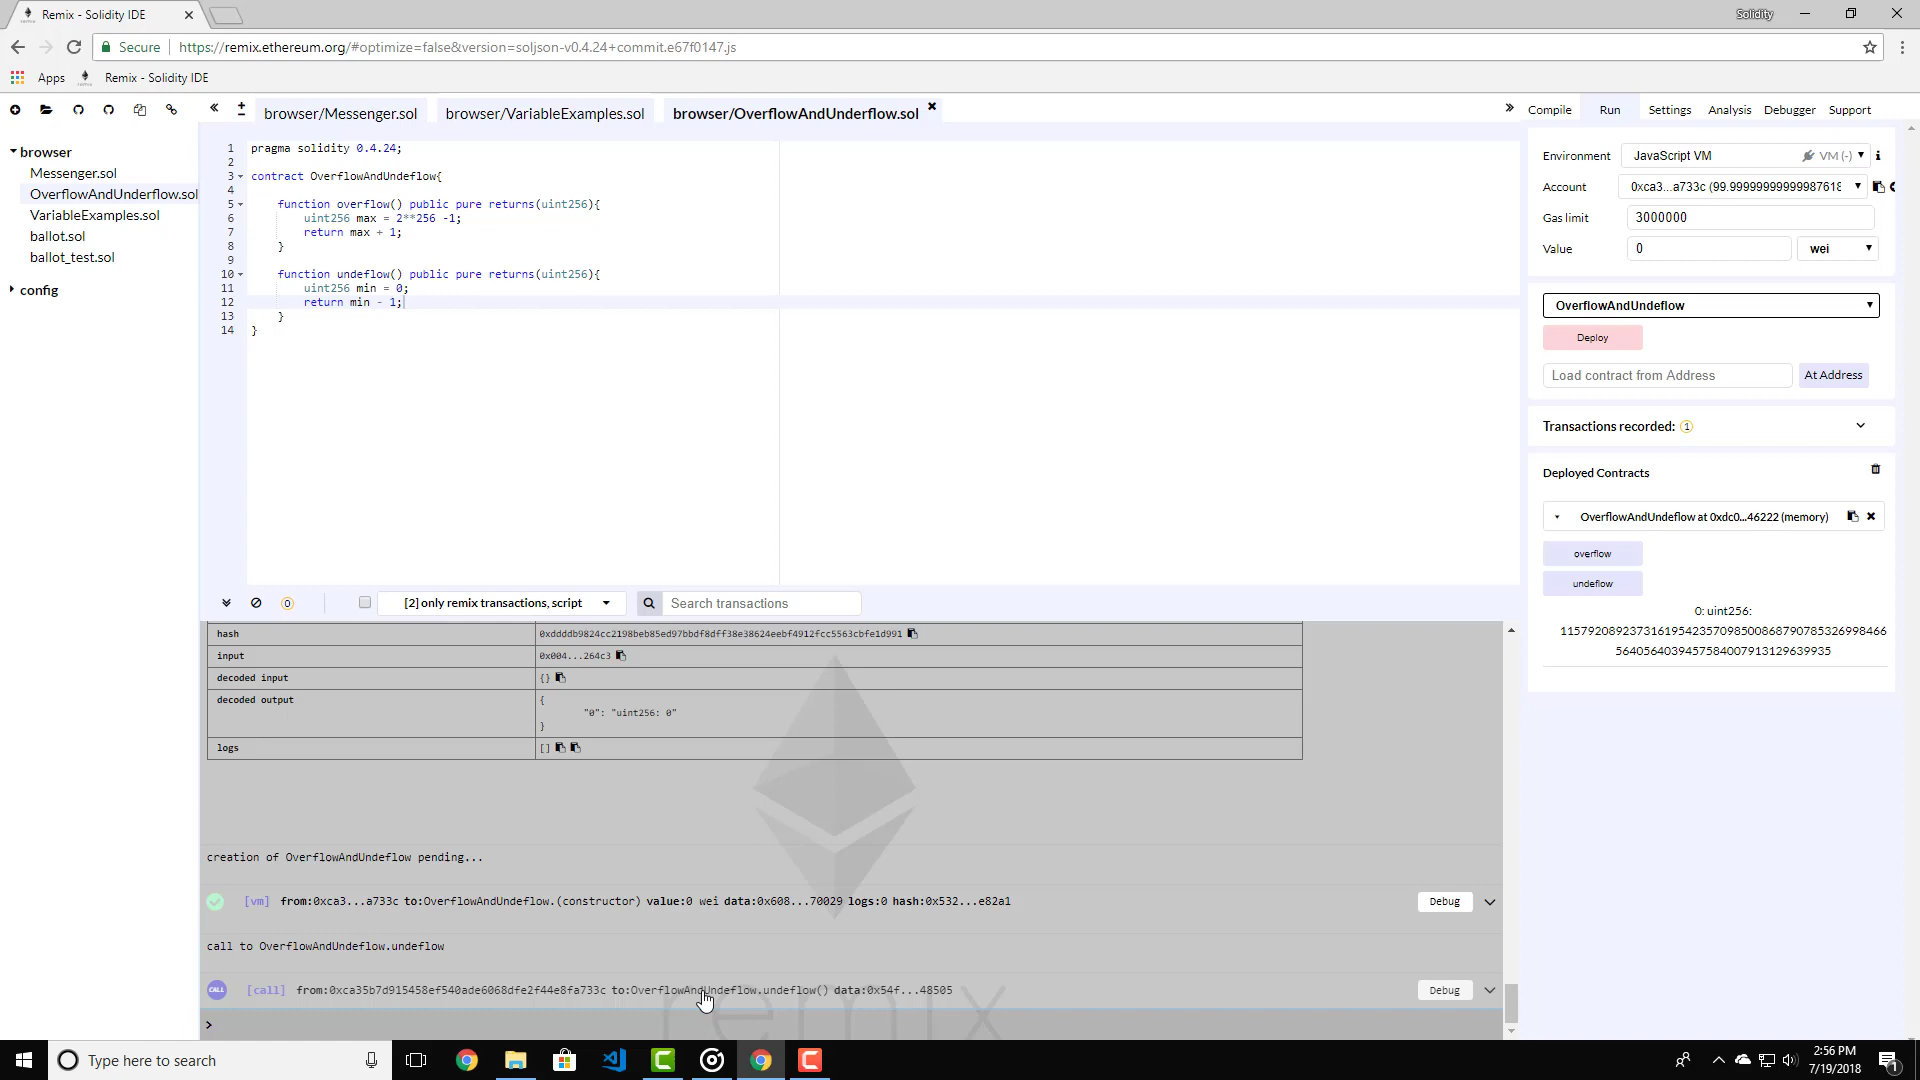 Remix - Solidity IDE
Solidity
Secure
https://remix.ethereum.org/#optimize=false&version=soljson-v0.4.24+commit.e67f0147.js
Apps
Remix - Solidity IDE
browser/Messenger.sol
browser/VariableExamples.sol
browser/OverflowAndUnderflow.sol
Compile
Run
Settings
Analysis
Debugger
Support
browser
Messenger.sol
OverflowAndUnderflow.sol
VariableExamples.sol
ballot.sol
ballot_test.sol
config
1 pragma solidity 0.4.24;
2
3 contract OverflowAndUndeflow{
4
5 function overflow() public pure returns(uint256){
6 uint256 max = 2**256 -1;
7 return max + 1;
8 }
9
10 function undeflow() public pure returns(uint256){
11 uint256 min = 0;
12 return min - 1;
13 }
14 }
Environment
JavaScript VM
VM (-)
Account
0xca3...a733c (99.99999999999987618
Gas limit
3000000
Value
0
wei
OverflowAndUndeflow
Deploy
Load contract from Address
At Address
Transactions recorded: 1
Deployed Contracts
OverflowAndUndeflow at 0xdc0...46222 (memory)
overflow
undeflow
0: uint256:
11579208923731619542357098500868790785326998466
5640564039457584007913129639935
0
[2] only remix transactions, script
Search transactions
hash
0xddddb9824cc2198beb85ed97bbdf8dff38e38624eebf4912fcc5563cbfe1d991
input
0x004...264c3
decoded input
{}
decoded output
{
"0": "uint256: 0"
}
logs
[]
creation of OverflowAndUndeflow pending...
[vm] from:0xca3...a733c to:OverflowAndUndeflow.(constructor) value:0 wei data:0x608...70029 logs:0 hash:0x532...e82a1
Debug
call to OverflowAndUndeflow.undeflow
CALL
[call] from:0xca35b7d915458ef540ade6068dfe2f44e8fa733c to:OverflowAndUndeflow.undeflow() data:0x54f...48505
Debug
remix
>
Type here to search
2:56 PM
7/19/2018
1